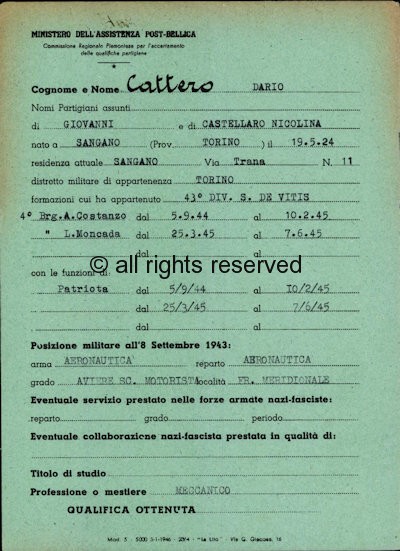 MINISTERO DELL'ASSISTENZA POST-BELLICA
Commissione Regionale Piemontese per l'accertamento
delle qualifiche partigiane
Cognome e Nome Cattero DARIO
Nomi Partigiani assunti
di GIOVANNI e di CASTELLARO NICOLINA
nato a SANGANO (Prov. TORINO ) il 19.5.24
residenza attuale SANGANO Via Trana N. 11
distretto militare di appartenenza TORINO
formazioni cui ha appartenuto 43° DIV. S. DE VITIS
4° Brg.A.Costanzo dal 5.9.44 al 10.2.45
" L.Moncada dal 25.3.45 al 7.6.45
dal al
© all rights reserved
con le funzioni di:
Patriota dal 5/9/44 al 10/2/45
dal 25/3/45 al 7/6/45
dal al
Posizione militare all'8 Settembre 1943:
arma AERONAUTICA reparto AERONAUTICA
grado AVIERE SC. MOTORISTA località FR. MERIDIONALE
Eventuale servizio prestato nelle forze armate nazi-fasciste:
reparto grado periodo
Eventuale collaborazione nazi-fascista prestata in qualità di:
Titolo di studio
Professione o mestiere MECCANICO
QUALIFICA OTTENUTA